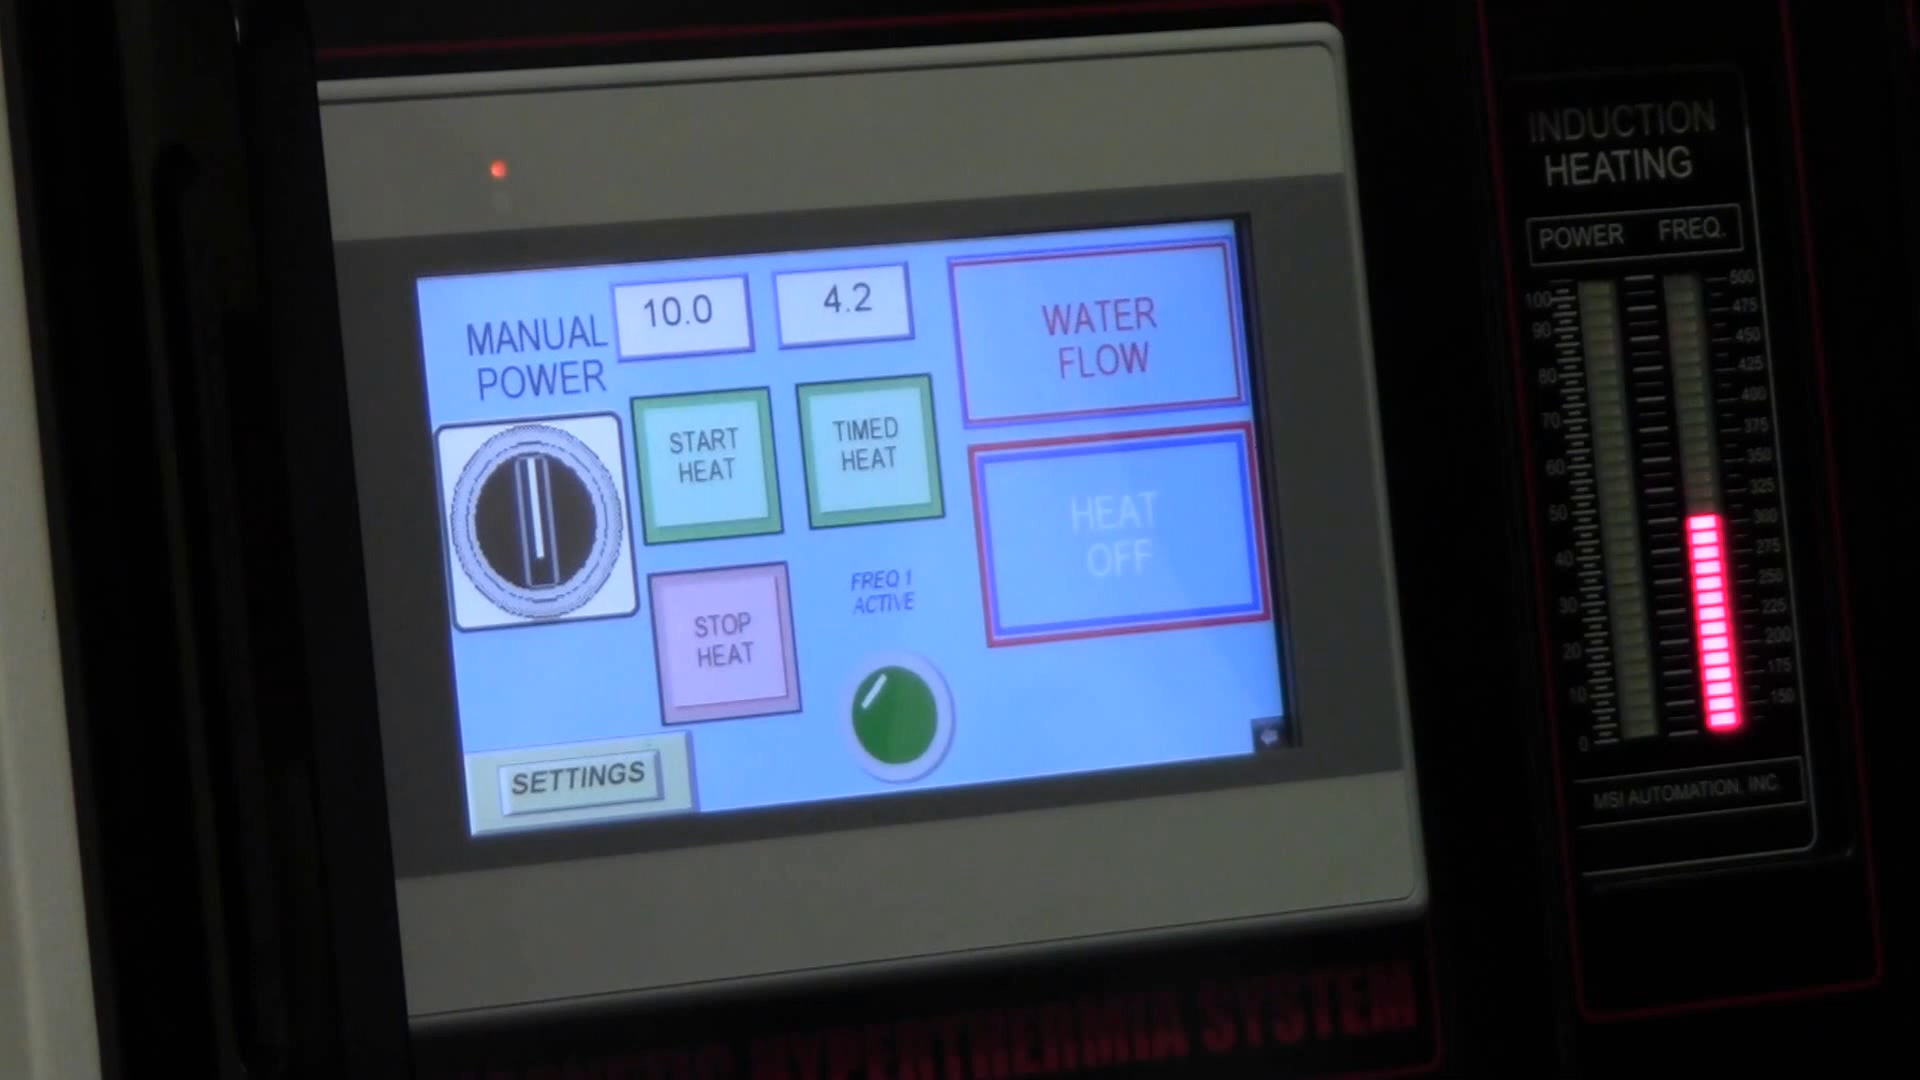 MANUAL
POWER
10.0
4.2
WATER
FLOW
START
HEAT
TIMED
HEAT
HEAT
OFF
STOP
HEAT
FREQ 1
ACTIVE
SETTINGS
INDUCTION
HEATING
POWER FREQ.
100
90
80
70
60
50
40
30
20
10
0
500
475
450
425
400
375
350
325
300
275
250
225
200
175
150
MSI AUTOMATION, INC.
HYPERTHERMIA SYSTEM